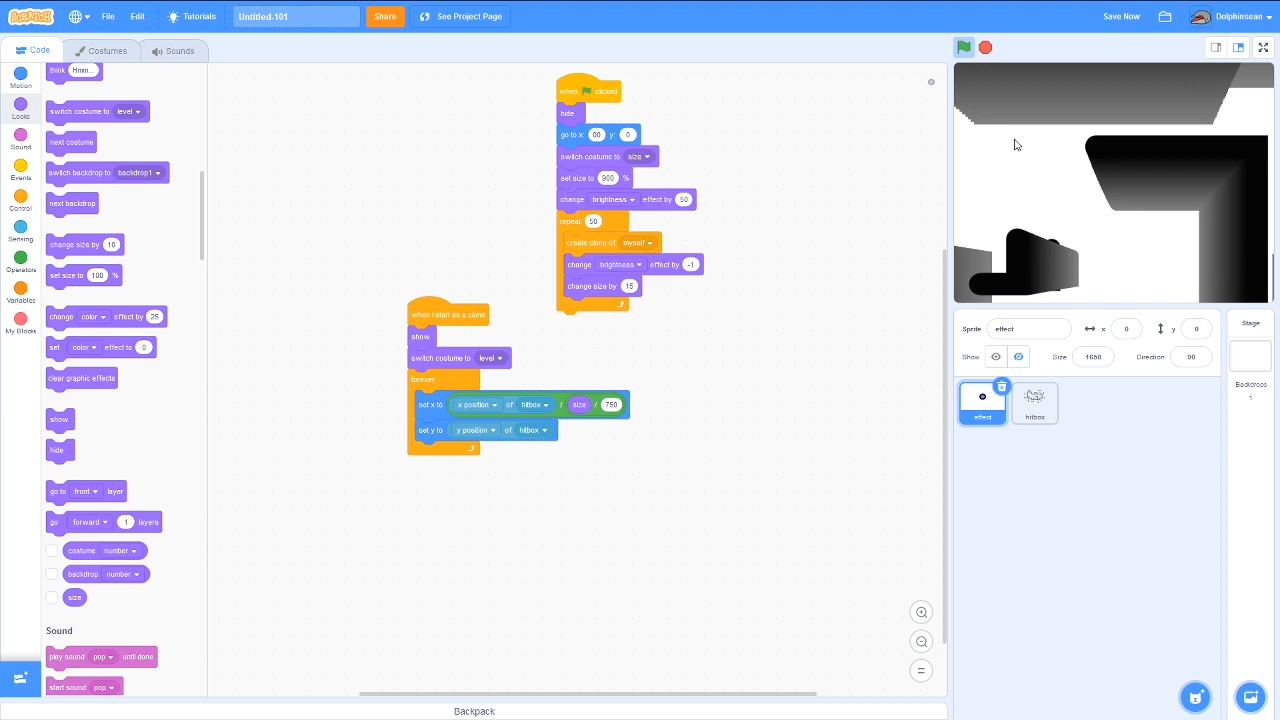 SCRATCH File Edit Tutorials Untitled-101 Share See Project Page Save Now Dolphinsean
Code Costumes Sounds
Motion
Looks
Sound
Events
Control
Sensing
Operators
Variables
My Blocks
think Hmm...
switch costume to level
next costume
switch backdrop to backdrop1
next backdrop
change size by 10
set size to 100 %
change color effect by 25
set color effect to 0
clear graphic effects
show
hide
go to front layer
go forward 1 layers
costume number
backdrop number
size
Sound
play sound pop until done
start sound pop
when clicked
hide
go to x: 00 y: 0
switch costume to size
set size to 900 %
change brightness effect by 50
repeat 50
create clone of myself
change brightness effect by -1
change size by 15
when I start as a clone
show
switch costume to level
forever
set x to x position of hitbox / size / 750
set y to y position of hitbox
Sprite effect x 0 y 0
Show Size 1650 Direction 90
effect
hitbox
Stage
Backdrops
1
Backpack